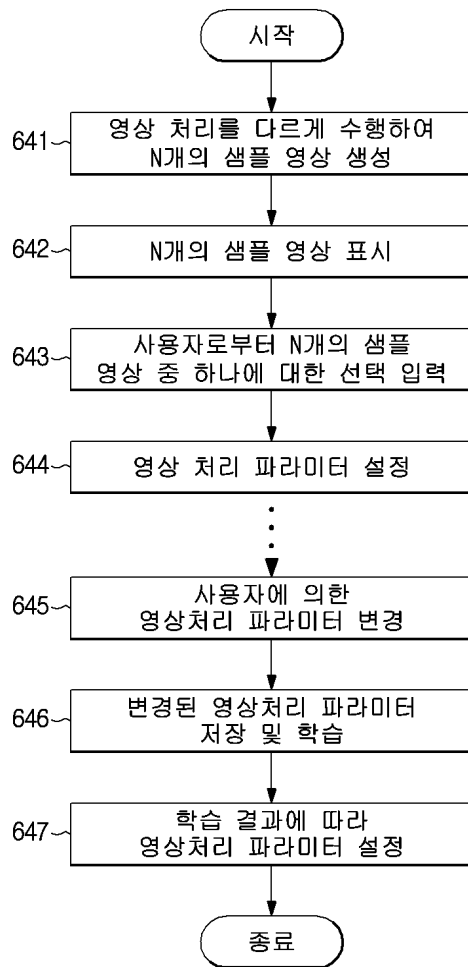 시작
641
영상 처리를 다르게 수행하여
N개의 샘플 영상 생성
642
N개의 샘플 영상 표시
643
사용자로부터 N개의 샘플
영상 중 하나에 대한 선택 입력
644
영상 처리 파라미터 설정
645
사용자에 의한
영상처리 파라미터 변경
646
변경된 영상처리 파라미터
저장 및 학습
647
학습 결과에 따라
영상처리 파라미터 설정
종료